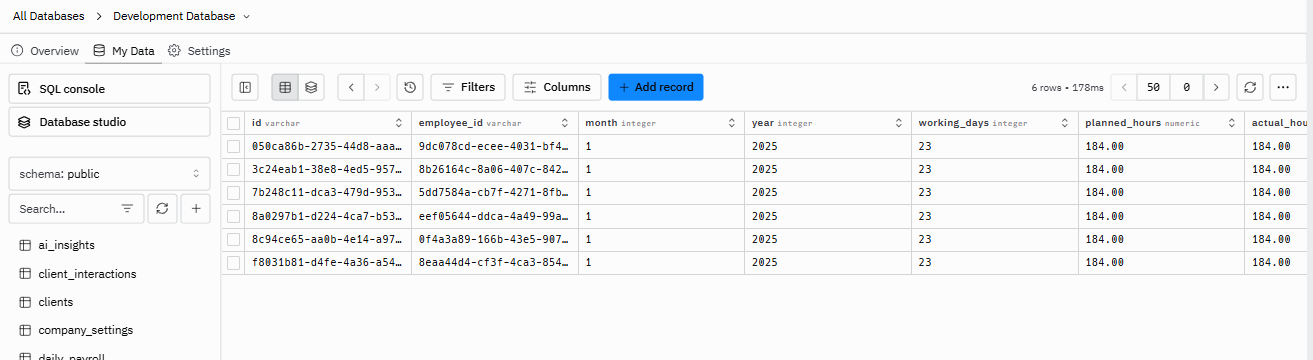 All Databases > Development Database
Overview My Data Settings
SQL console
Database studio
schema: public
Search...
ai_insights
client_interactions
clients
company_settings
daily_payroll
Filters Columns + Add record 6 rows • 178ms 50 0
id varchar employee_id varchar month integer year integer working_days integer planned_hours numeric actual_hou
050ca86b-2735-44d8-aaa… 9dc078cd-ecee-4031-bf4… 1 2025 23 184.00 184.00
3c24eab1-38e8-4ed5-957… 8b26164c-8a06-407c-842… 1 2025 23 184.00 184.00
7b248c11-dca3-479d-953… 5dd7584a-cb7f-4271-8fb… 1 2025 23 184.00 184.00
8a0297b1-d224-4ca7-b53… eef05644-ddca-4a49-99a… 1 2025 23 184.00 184.00
8c94ce65-aa0b-4e14-a97… 0f4a3a89-166b-43e5-907… 1 2025 23 184.00 184.00
f8031b81-d4fe-4a36-a54… 8eaa44d4-cf3f-4ca3-854… 1 2025 23 184.00 184.00